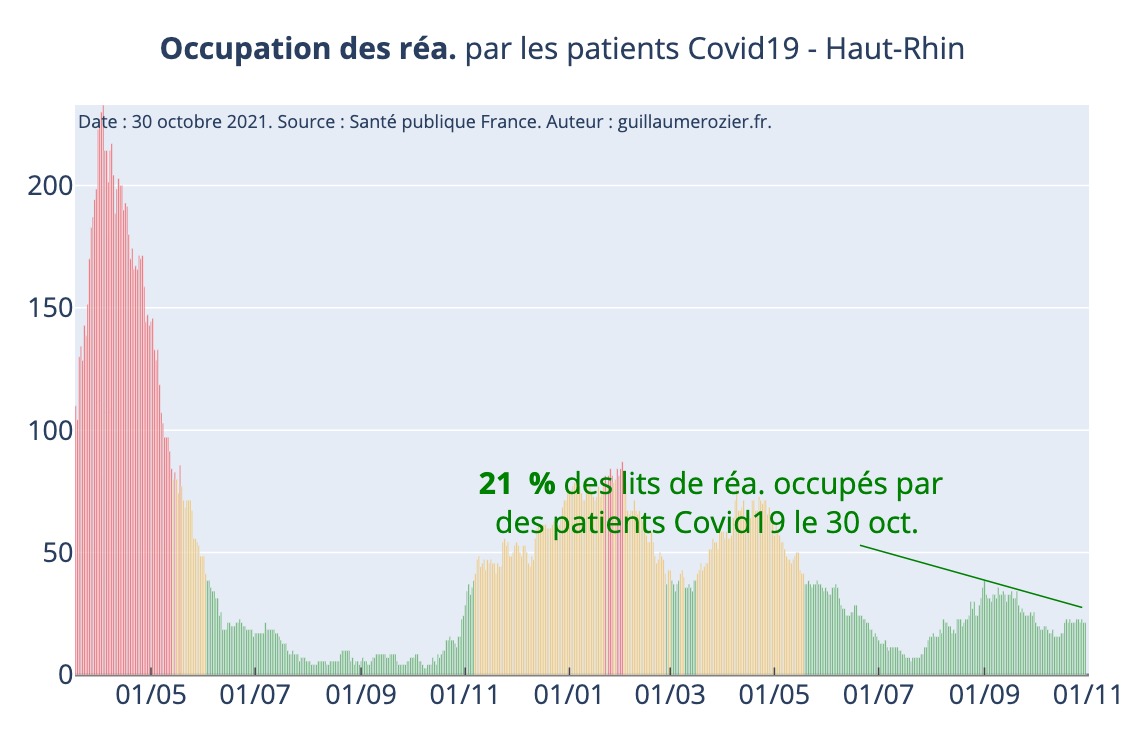 Occupation des réa. par les patients Covid19 - Haut-Rhin
Date : 30 octobre 2021. Source : Santé publique France. Auteur : guillaumerozier.fr.
200
150
100
21 % des lits de réa. occupés par
des patients Covid19 le 30 oct.
50
0
01/05 01/07 01/09 01/11 01/01 01/03 01/05 01/07 01/09 01/11